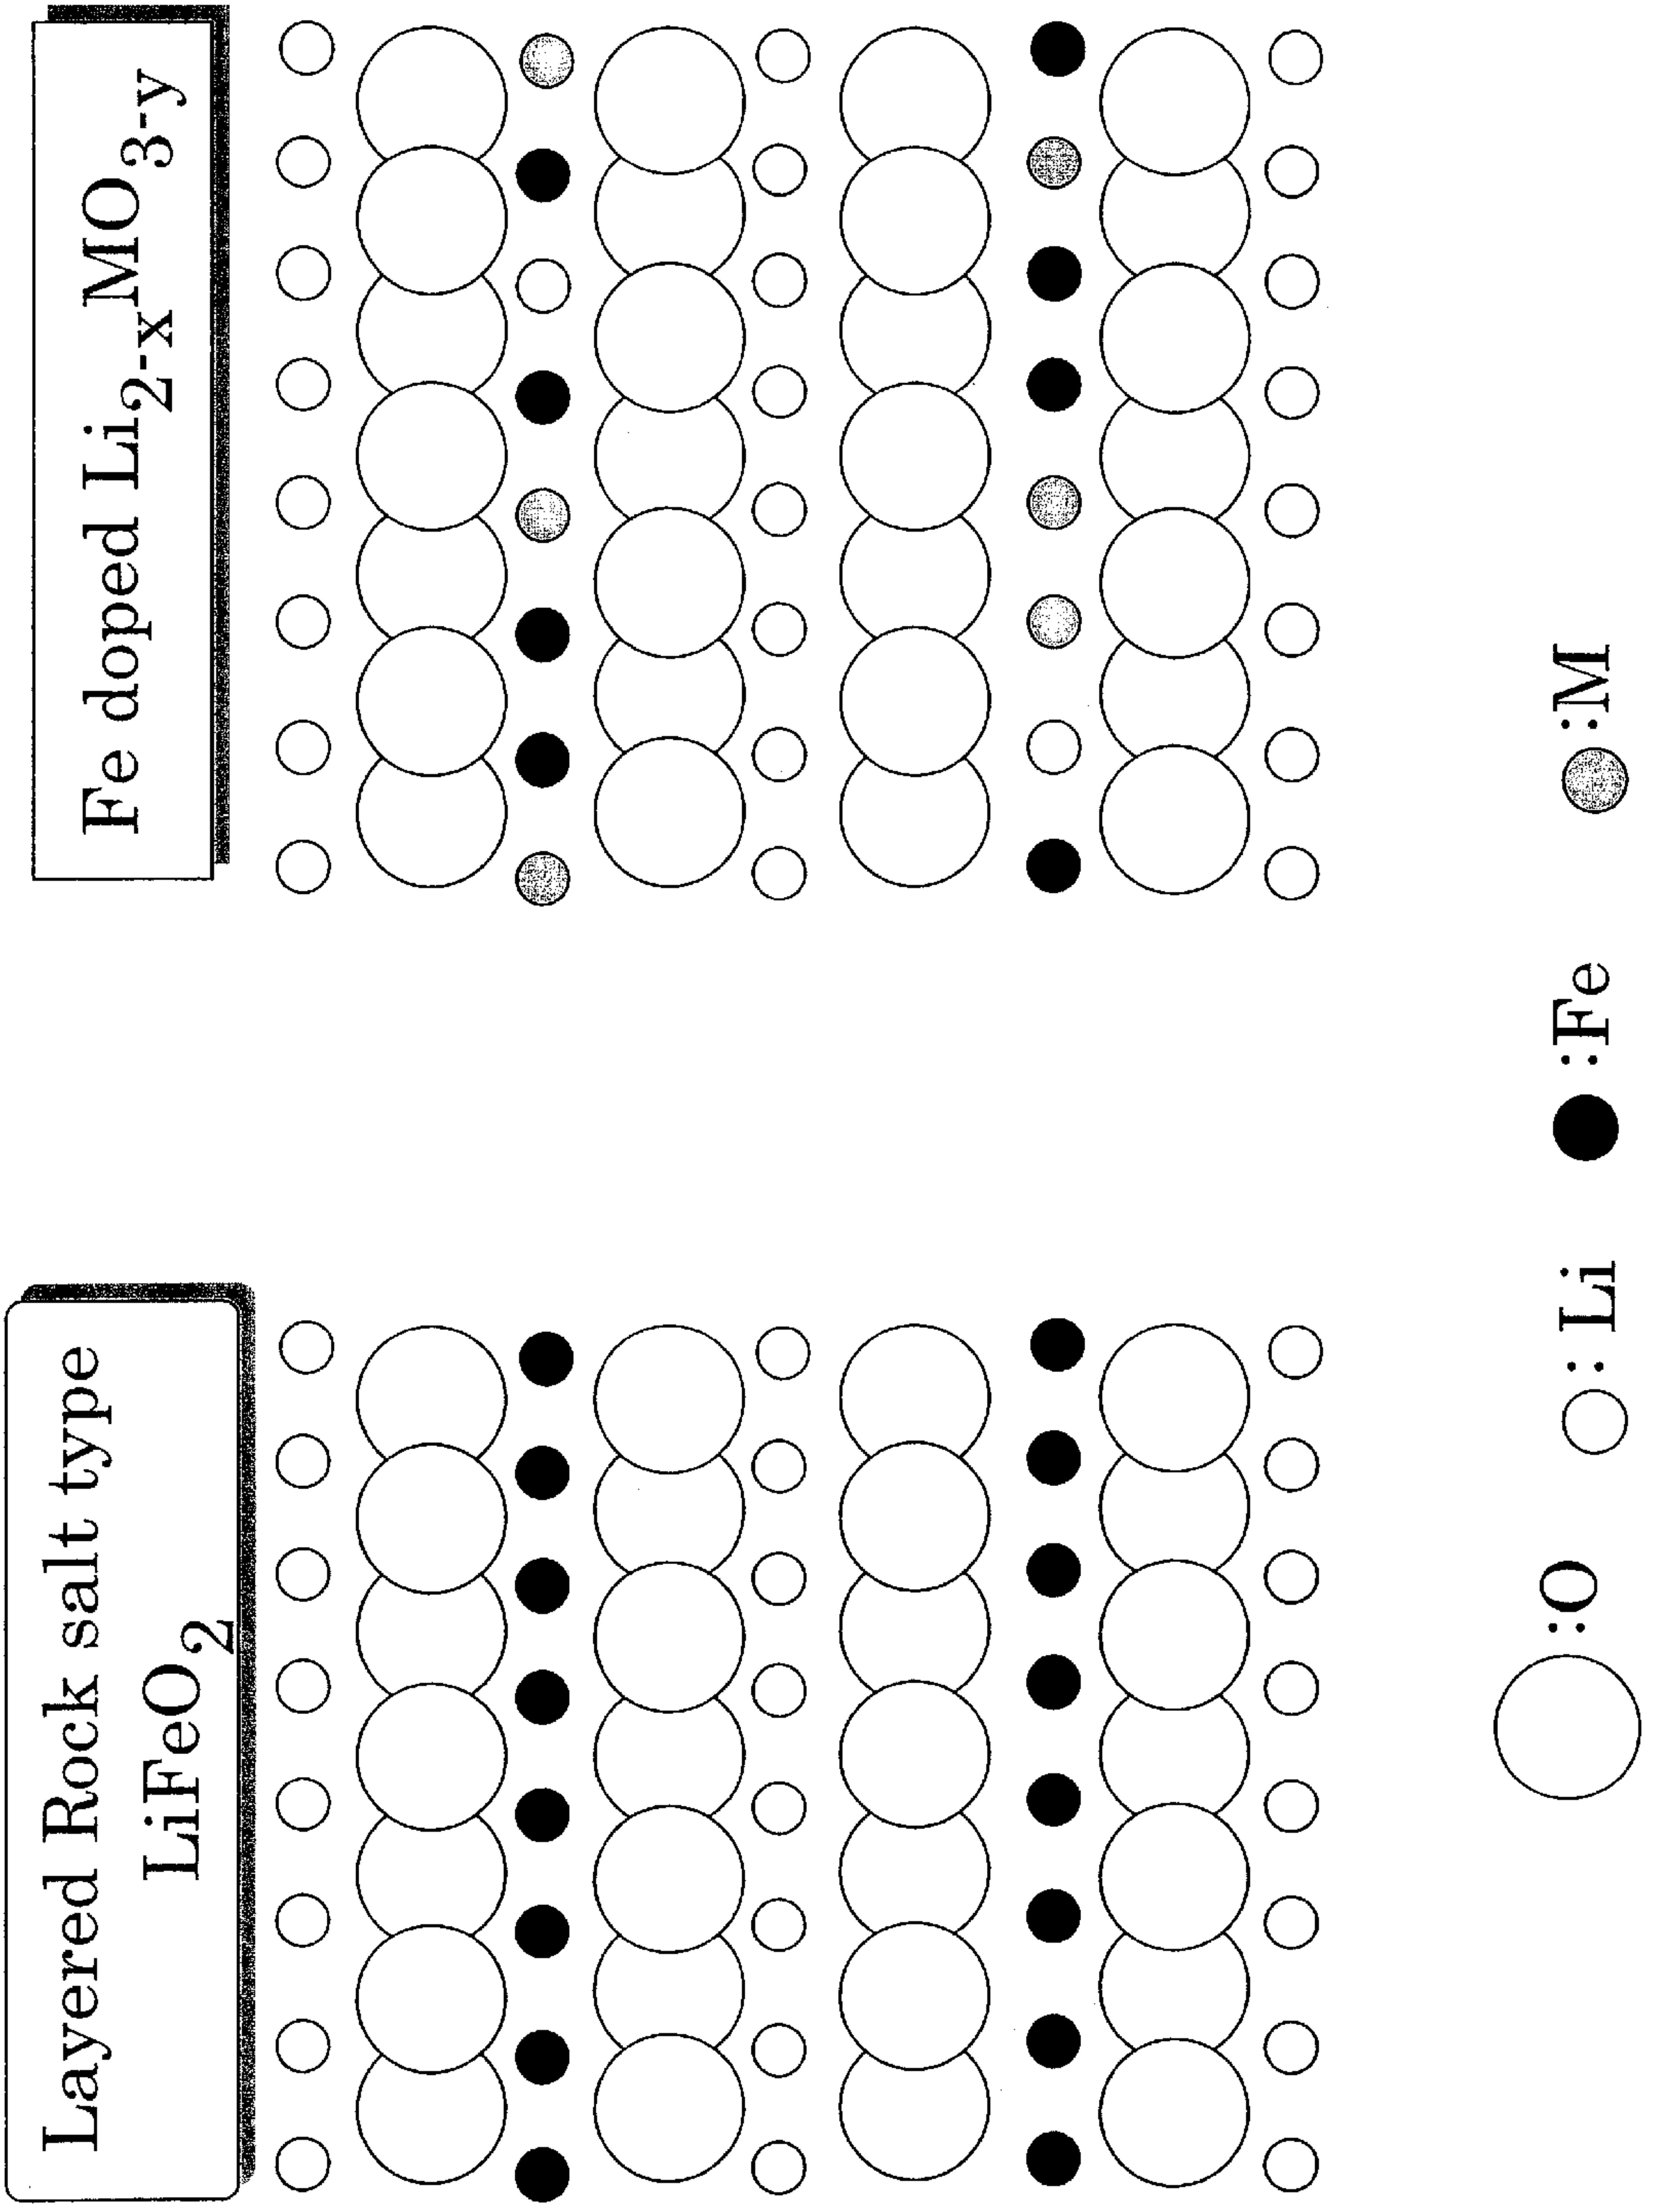 Layered Rock salt type
LiFeO2
Fe doped Li2-xMO3-y
:O
: Li
:Fe
:M